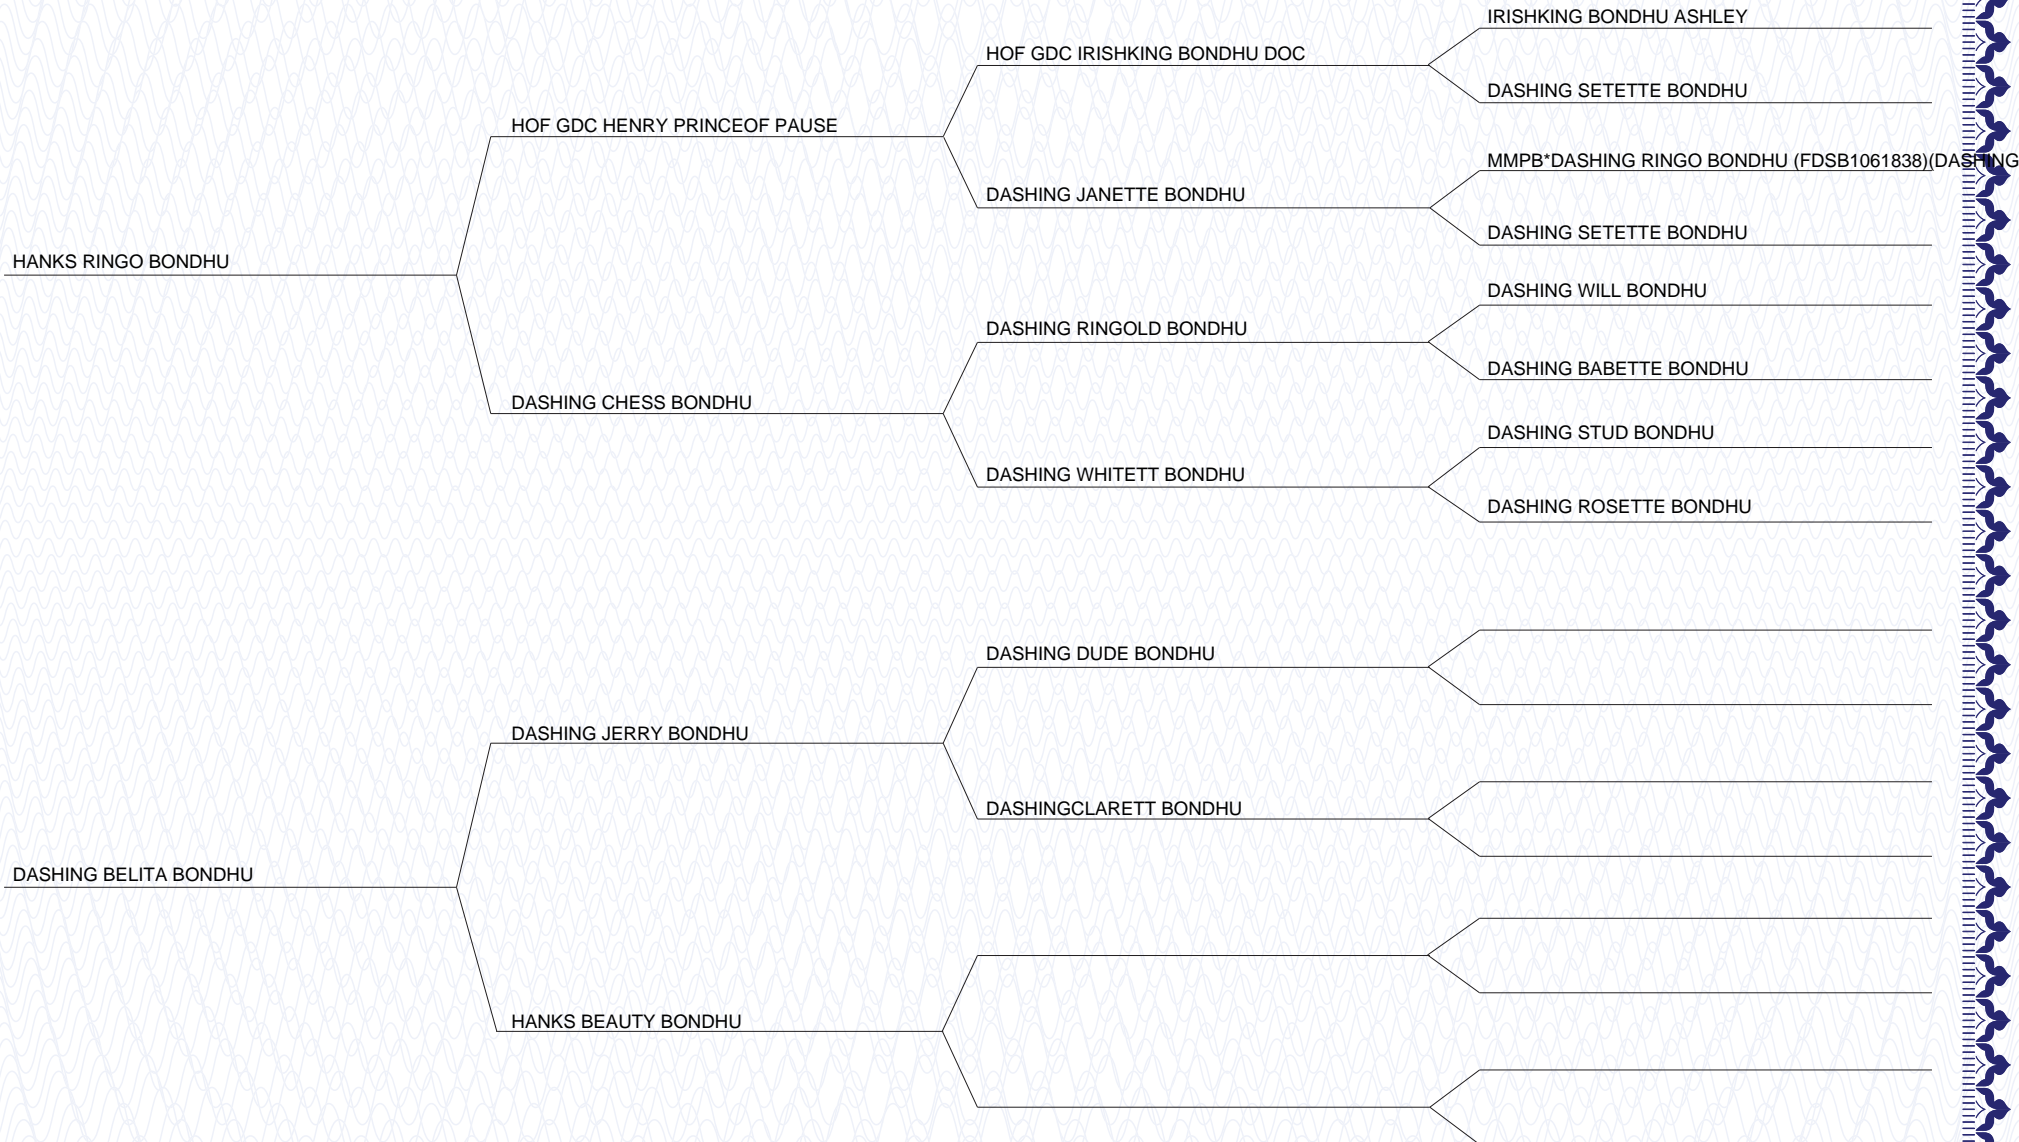 IRISHKING BONDHU ASHLEY
HOF GDC IRISHKING BONDHU DOC
DASHING SETETTE BONDHU
HOF GDC HENRY PRINCEOF PAUSE
MMPB*DASHING RINGO BONDHU (FDSB1061838)(DASHING
DASHING JANETTE BONDHU
DASHING SETETTE BONDHU
HANKS RINGO BONDHU
DASHING WILL BONDHU
DASHING RINGOLD BONDHU
DASHING BABETTE BONDHU
DASHING CHESS BONDHU
DASHING STUD BONDHU
DASHING WHITETT BONDHU
DASHING ROSETTE BONDHU
DASHING DUDE BONDHU
DASHING JERRY BONDHU
DASHINGCLARETT BONDHU
DASHING BELITA BONDHU
HANKS BEAUTY BONDHU